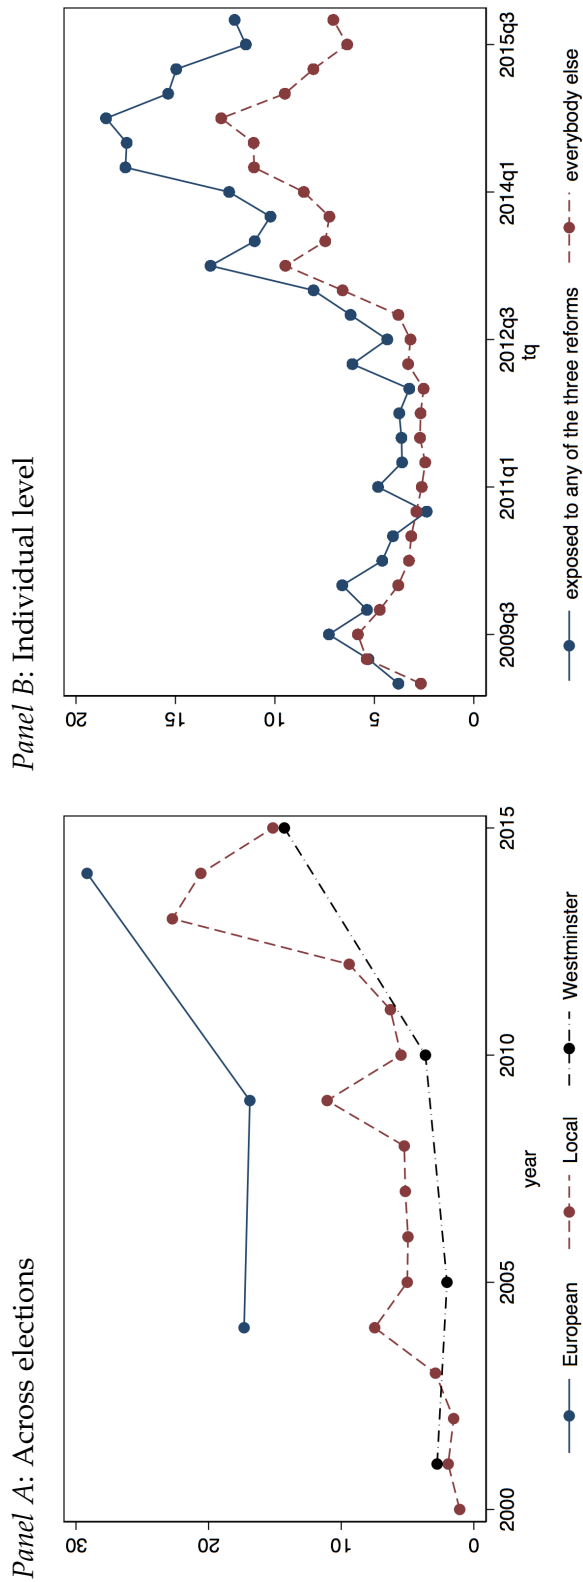 Panel A: Across elections
30
20
10
0
2000
2005
2010
2015
year
European
Local
Westminster
Panel B: Individual level
20
15
10
5
0
2009q3
2011q1
2012q3
2014q1
2015q3
tq
exposed to any of the three reforms
everybody else